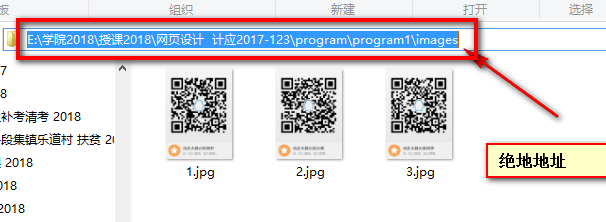 板
组织
新建
打开
选择
E:\学院2018\授课2018\网页设计  计应2017-123\program\program1\images
7
补考清考 2018
段集镇乐道村 扶贫 2
2018
2018
1.jpg
2.jpg
3.jpg
绝地地址